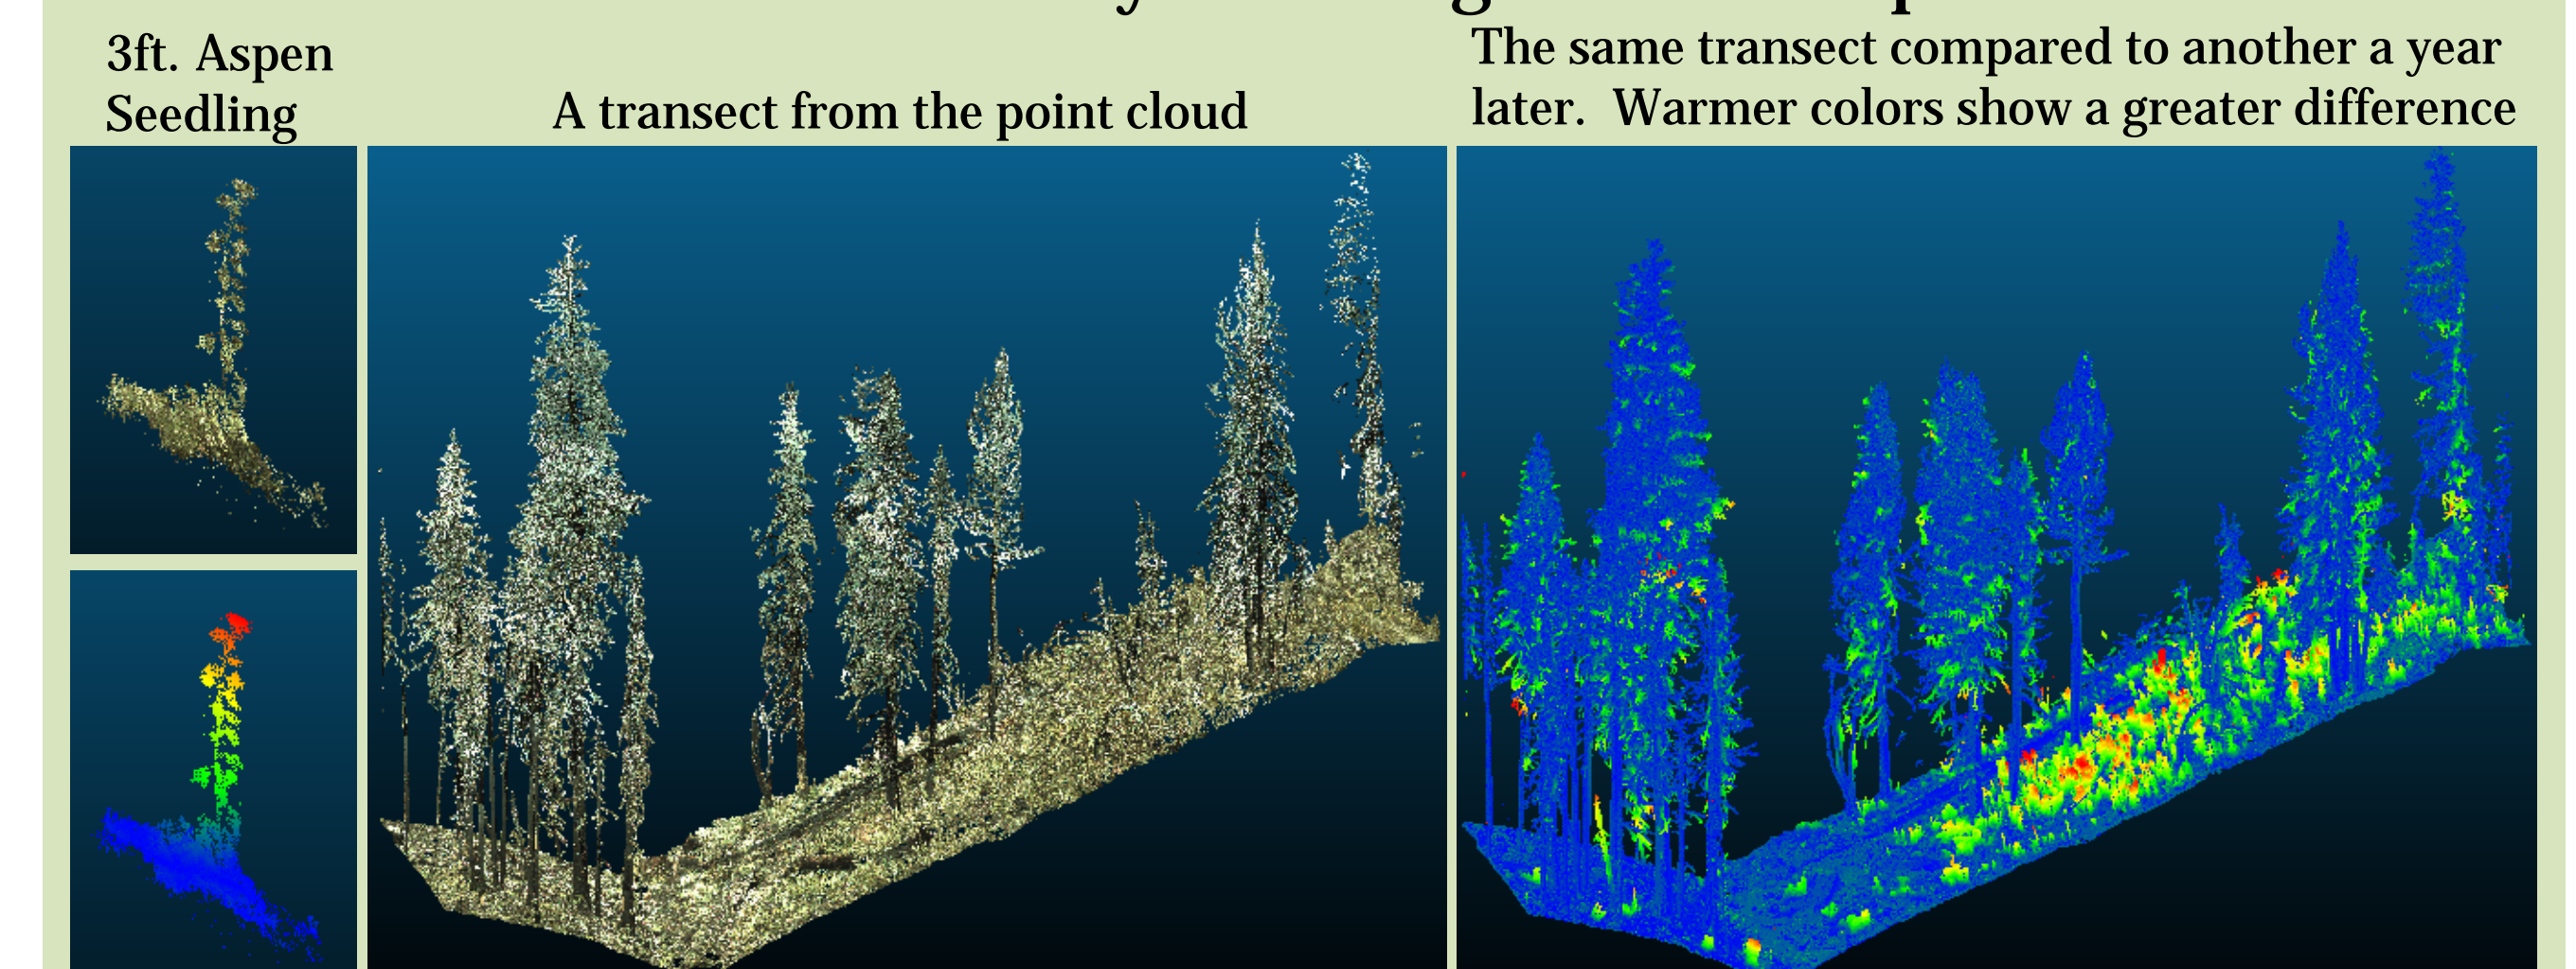 3ft. Aspen
Seedling
A transect from the point cloud
The same transect compared to another a year
later.  Warmer colors show a greater difference